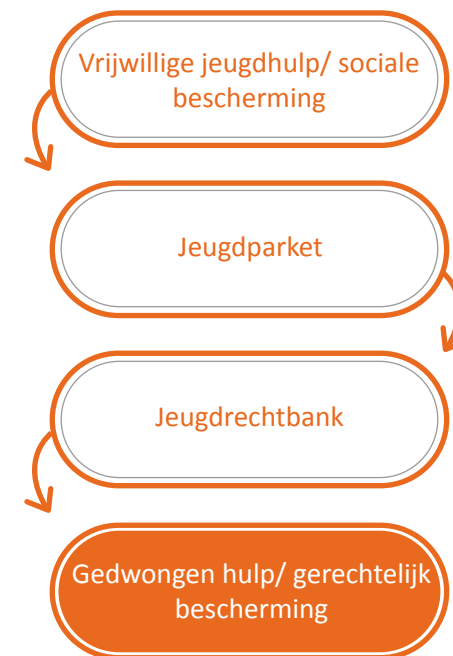 Vrijwillige jeugdhulp/ sociale
bescherming
Jeugdparket
Jeugdrechtbank
Gedwongen hulp/ gerechtelijk
bescherming